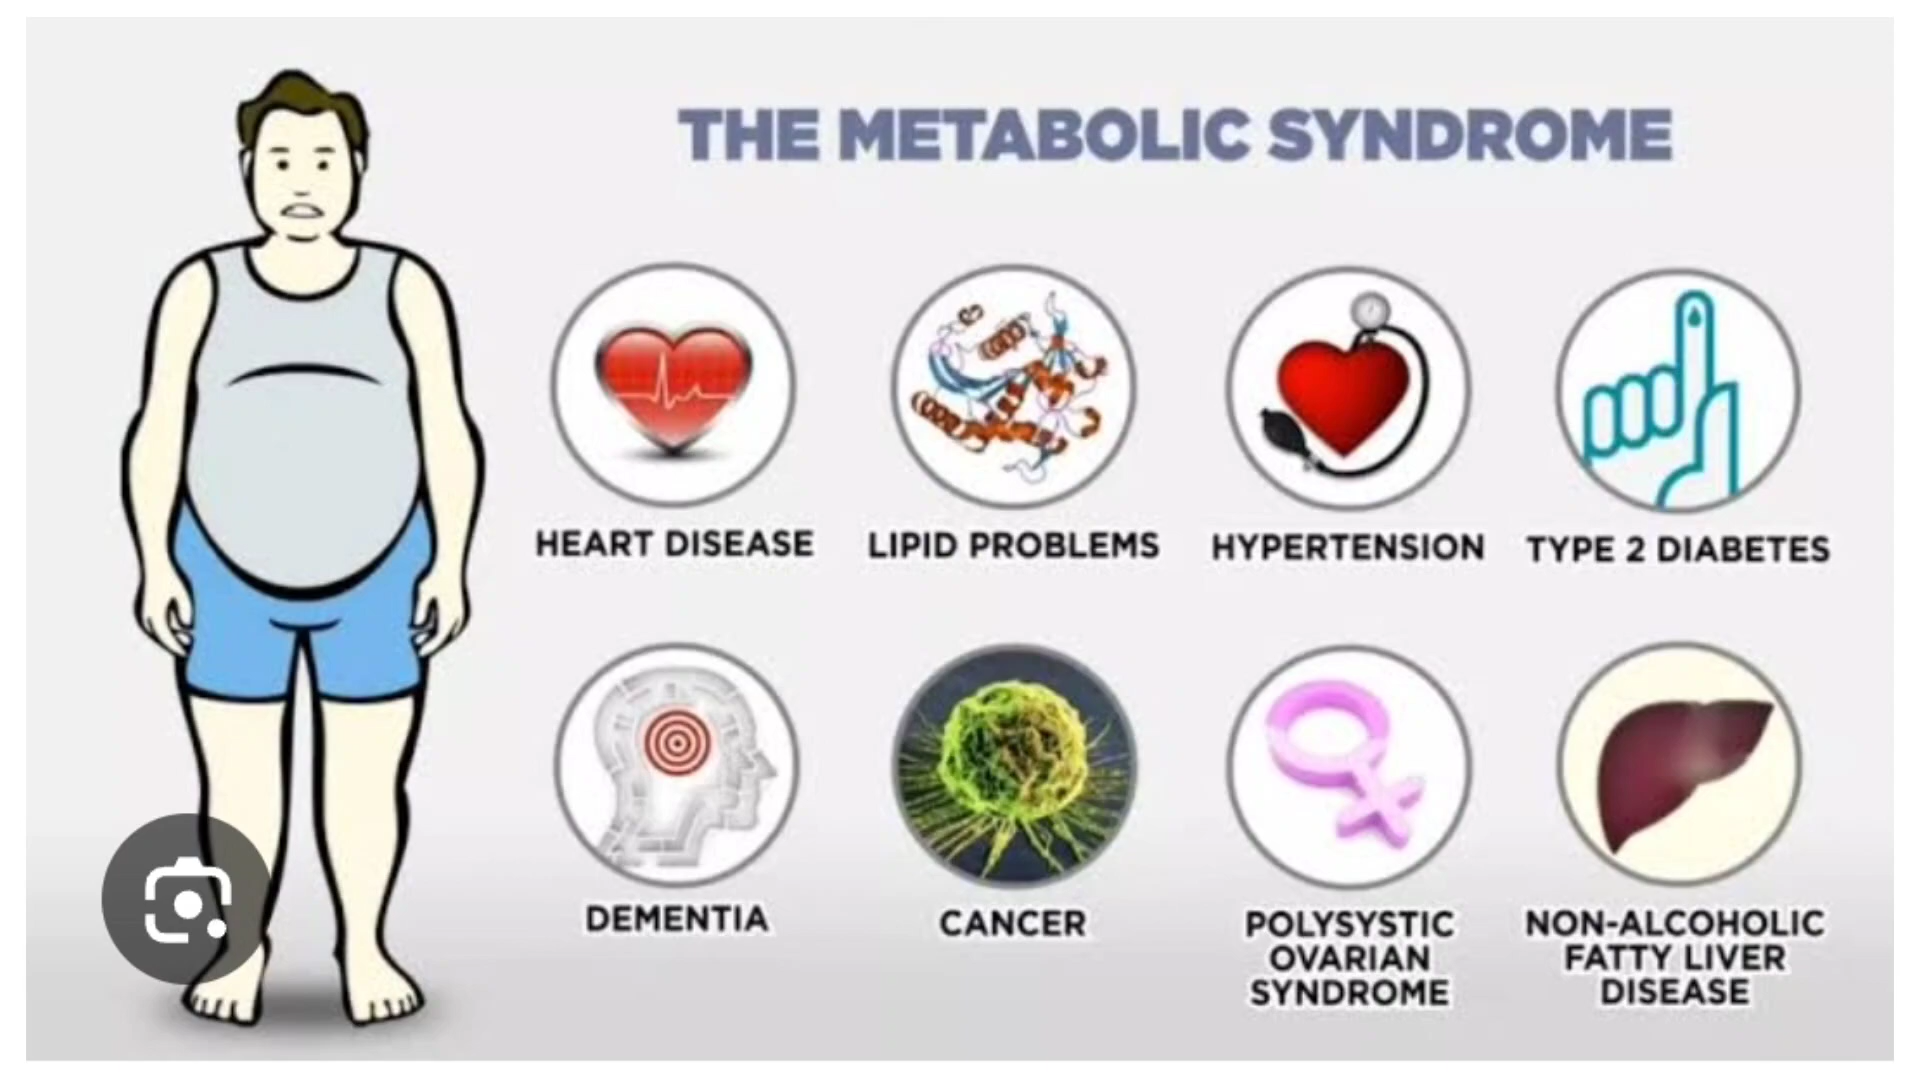 THE METABOLIC SYNDROME
HEART DISEASE
LIPID PROBLEMS
HYPERTENSION
TYPE 2 DIABETES
DEMENTIA
CANCER
POLYSYSTIC
OVARIAN
SYNDROME
NON-ALCOHOLIC
FATTY LIVER
DISEASE